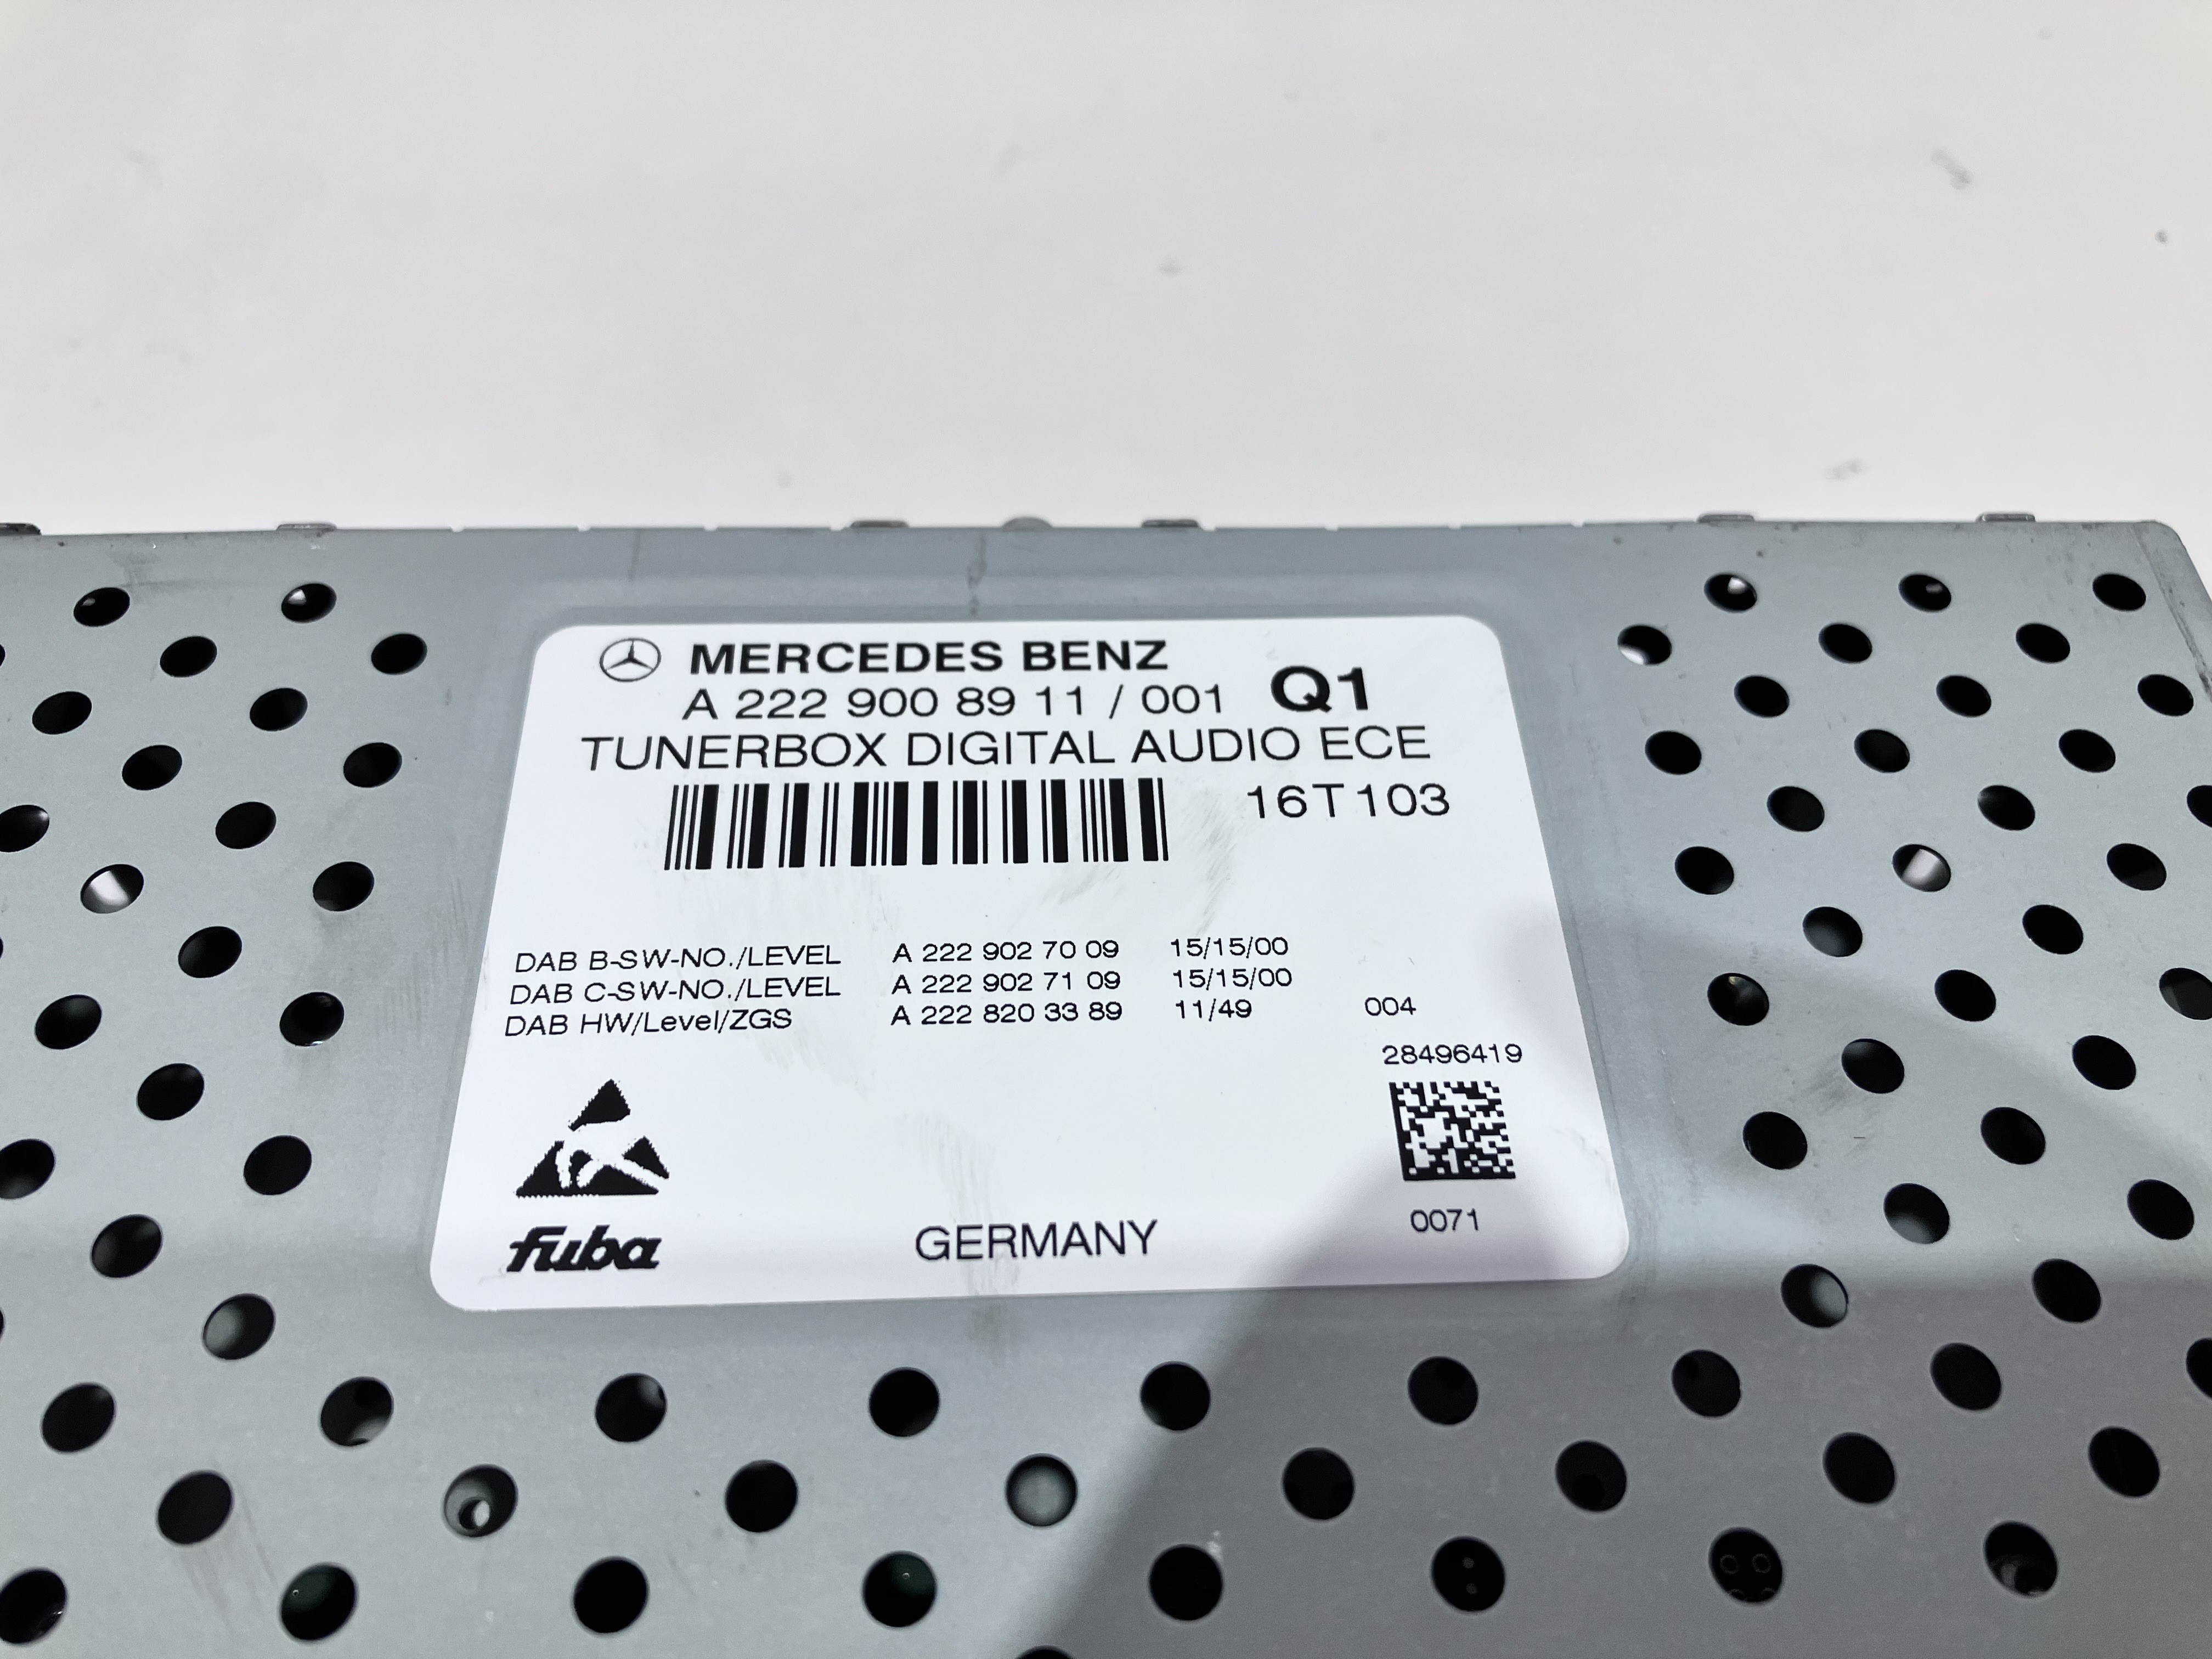 MERCEDES BENZ
A 222 900 89 11 / 001 Q1
TUNERBOX DIGITAL AUDIO ECE
16T103
DAB B-SW-NO./LEVEL A 222 902 70 09 15/15/00
DAB C-SW-NO./LEVEL A 222 902 71 09 15/15/00
DAB HW/Level/ZGS A 222 820 33 89 11/49 004
28496419
0071
fuba GERMANY